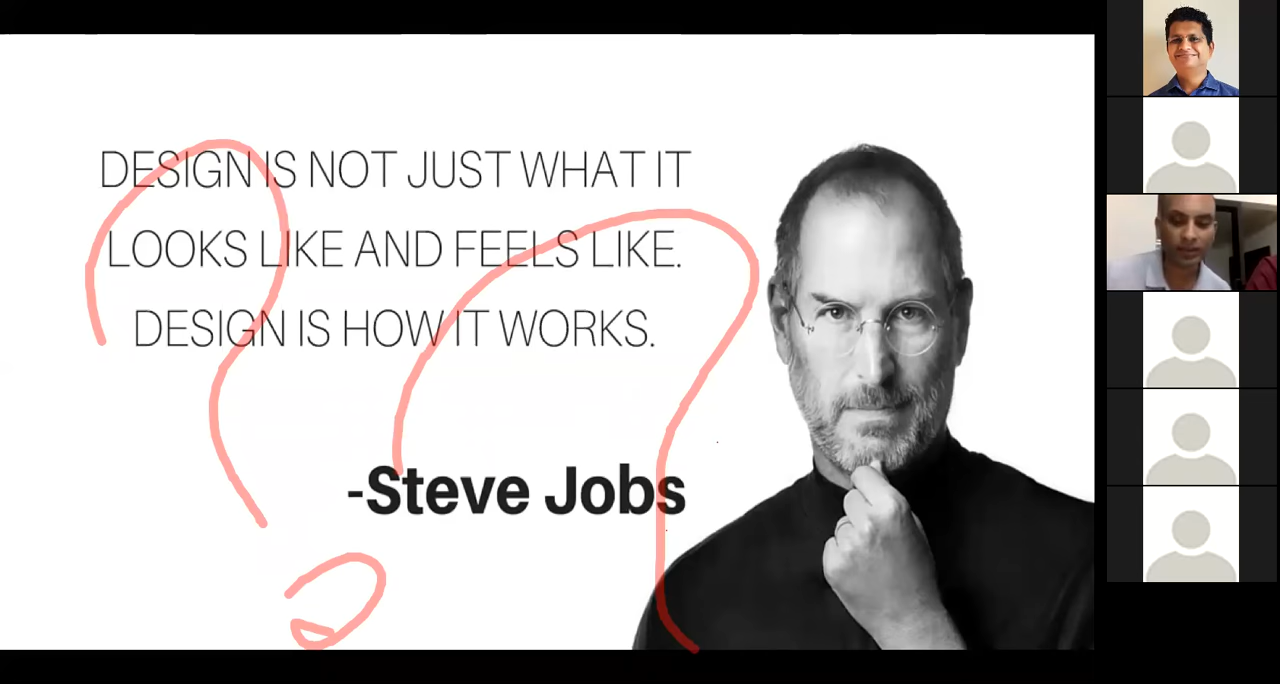 DESIGN IS NOT JUST WHAT IT
LOOKS LIKE AND FEELS LIKE.
DESIGN IS HOW IT WORKS.
-Steve Jobs